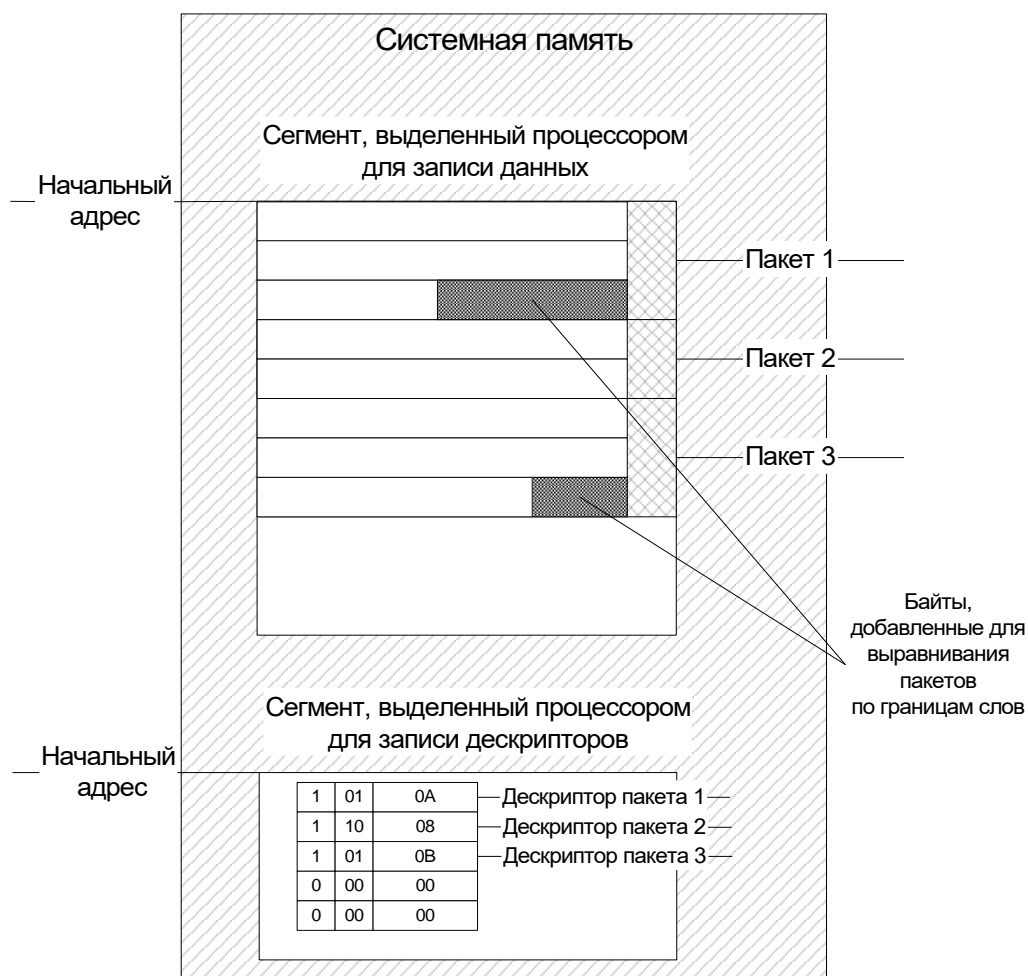 Системная память
Сегмент, выделенный процессором
для записи данных
Начальный
адрес
Пакет 1
Пакет 2
Пакет 3
Байты,
добавленные для
выравнивания
пакетов
по границам слов
Сегмент, выделенный процессором
для записи дескрипторов
Начальный
адрес
1 01 0A Дескриптор пакета 1
1 10 08 Дескриптор пакета 2
1 01 0B Дескриптор пакета 3
0 00 00
0 00 00